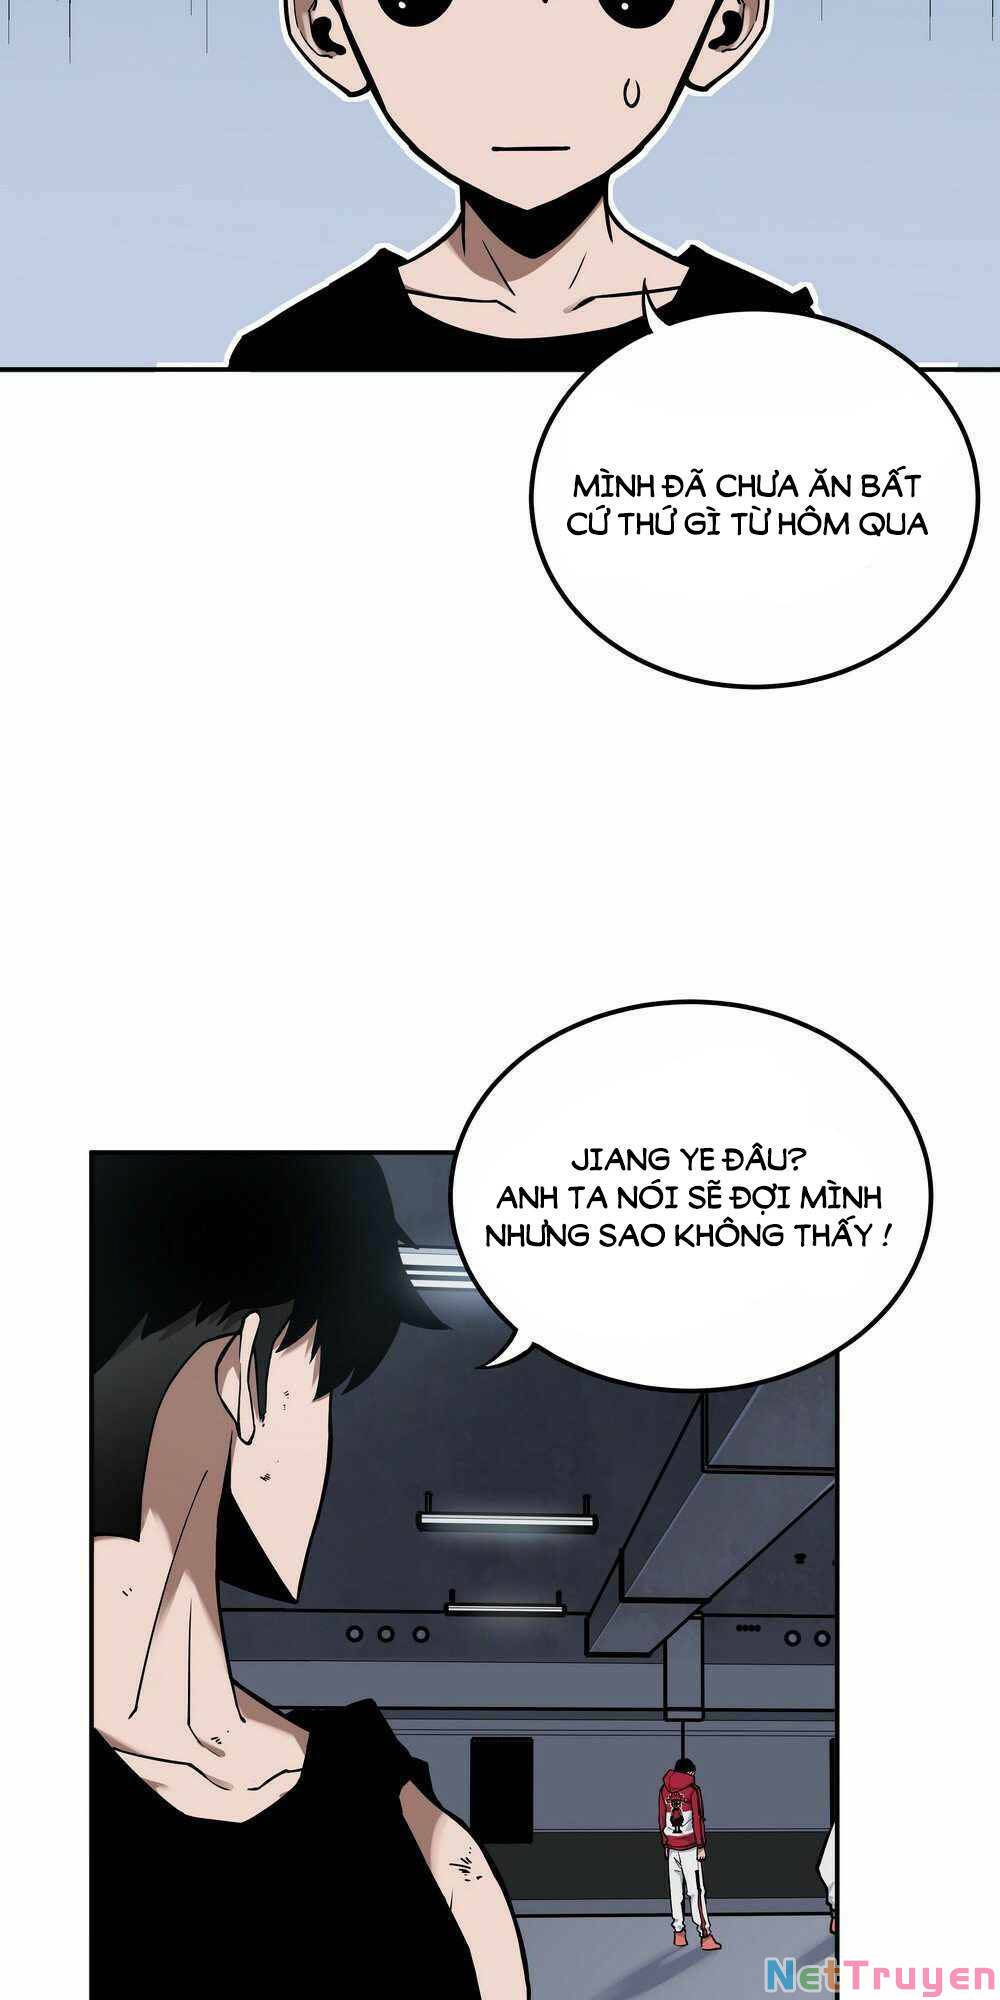 MÌNH ĐÃ CHƯA ĂN BẤT
CỨ THỨ GÌ TỪ HÔM QUA
JIANG YE ĐÂU?
ANH TA NÓI SẼ ĐỢI MÌNH
NHƯNG SAO KHÔNG THẤY !
NetTruyen